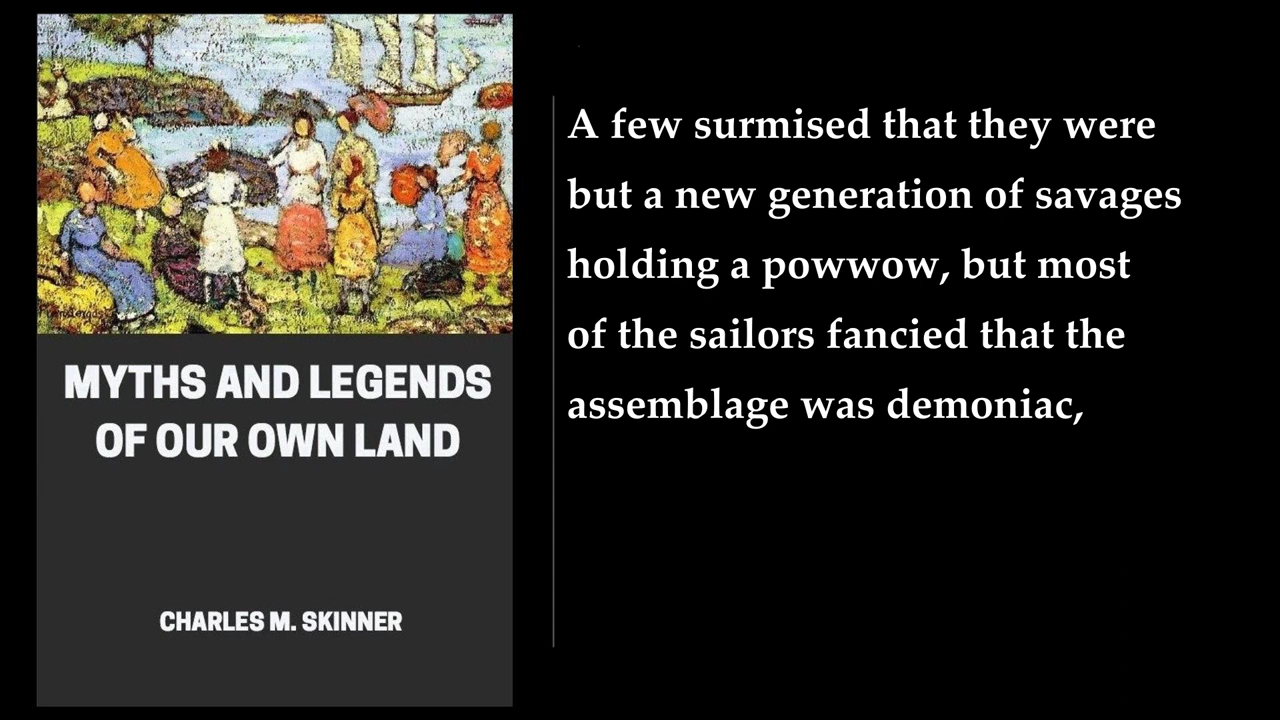 MYTHS AND LEGENDS
OF OUR OWN LAND
CHARLES M. SKINNER
A few surmised that they were
but a new generation of savages
holding a powwow, but most
of the sailors fancied that the
assemblage was demoniac,